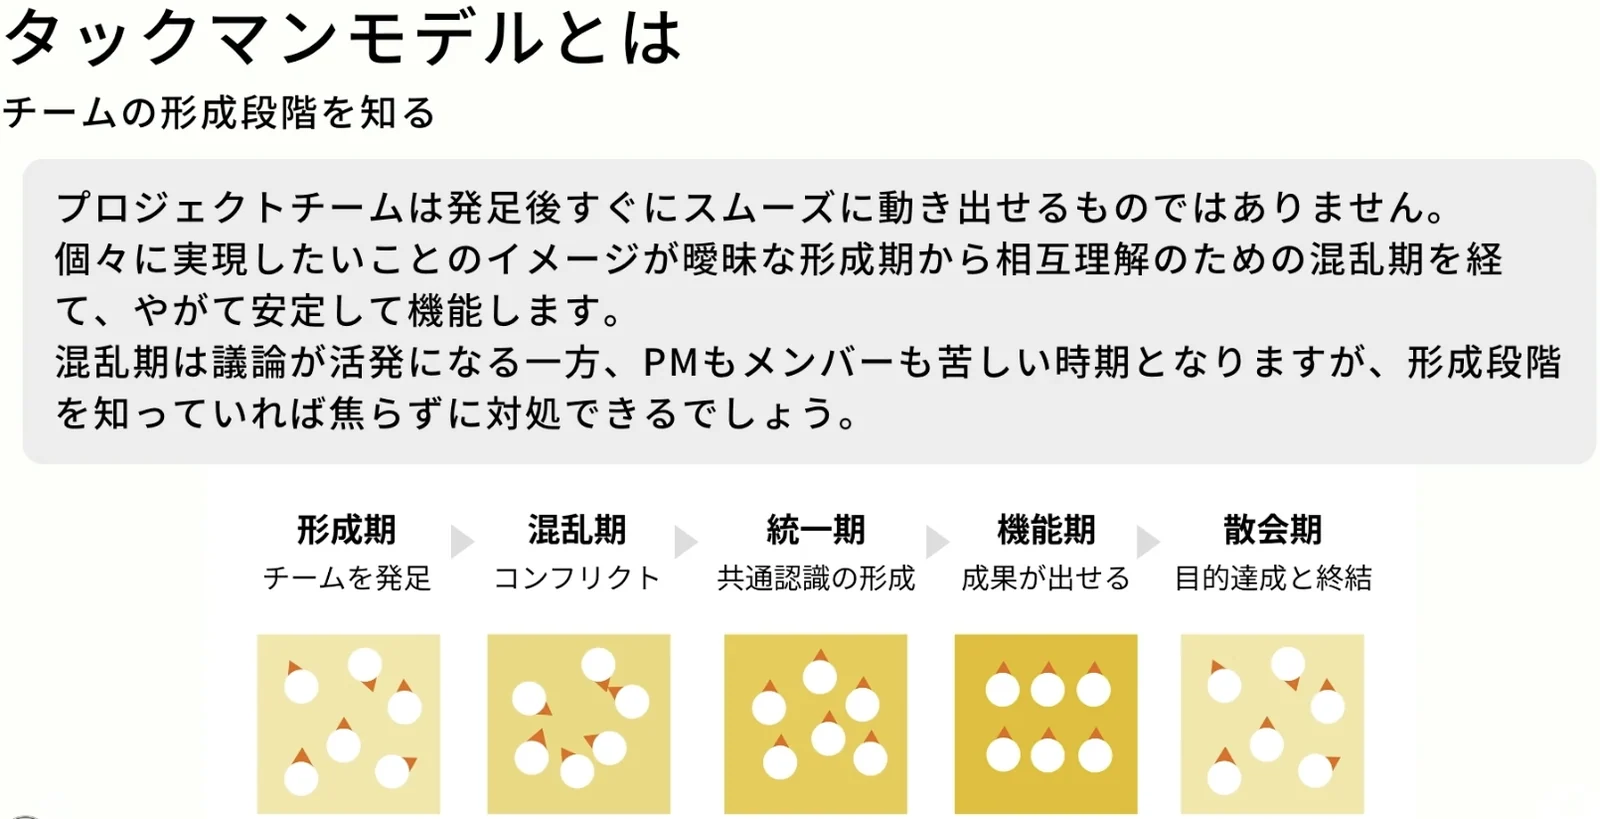 タックマンモデルとは
チームの形成段階を知る
プロジェクトチームは発足後すぐにスムーズに動き出せるものではありません。
個々に実現したいことのイメージが曖昧な形成期から相互理解のための混乱期を経
て、やがて安定して機能します。
混乱期は議論が活発になる一方、PMもメンバーも苦しい時期となりますが、形成段階
を知っていれば焦らずに対処できるでしょう。
形成期
チームを発足
混乱期
コンフリクト
統一期
共通認識の形成
機能期
成果が出せる
散会期
目的達成と終結